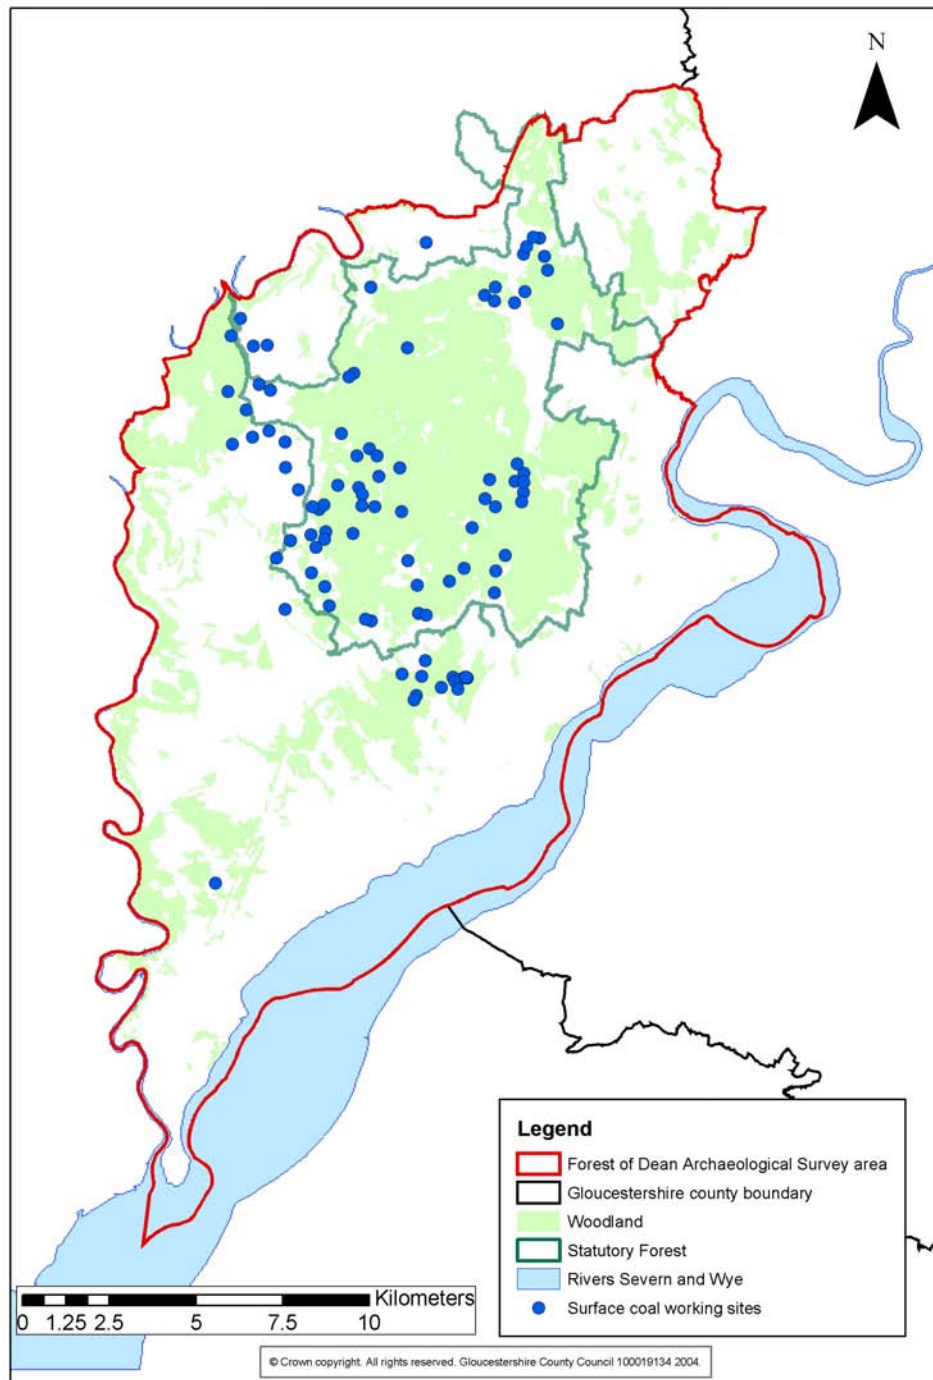 N
Legend
Forest of Dean Archaeological Survey area
Gloucestershire county boundary
Woodland
Statutory Forest
Rivers Severn and Wye
Surface coal working sites
Kilometers
0 1.25 2.5 5 7.5 10
© Crown copyright. All rights reserved. Gloucestershire County Council 100019134 2004.